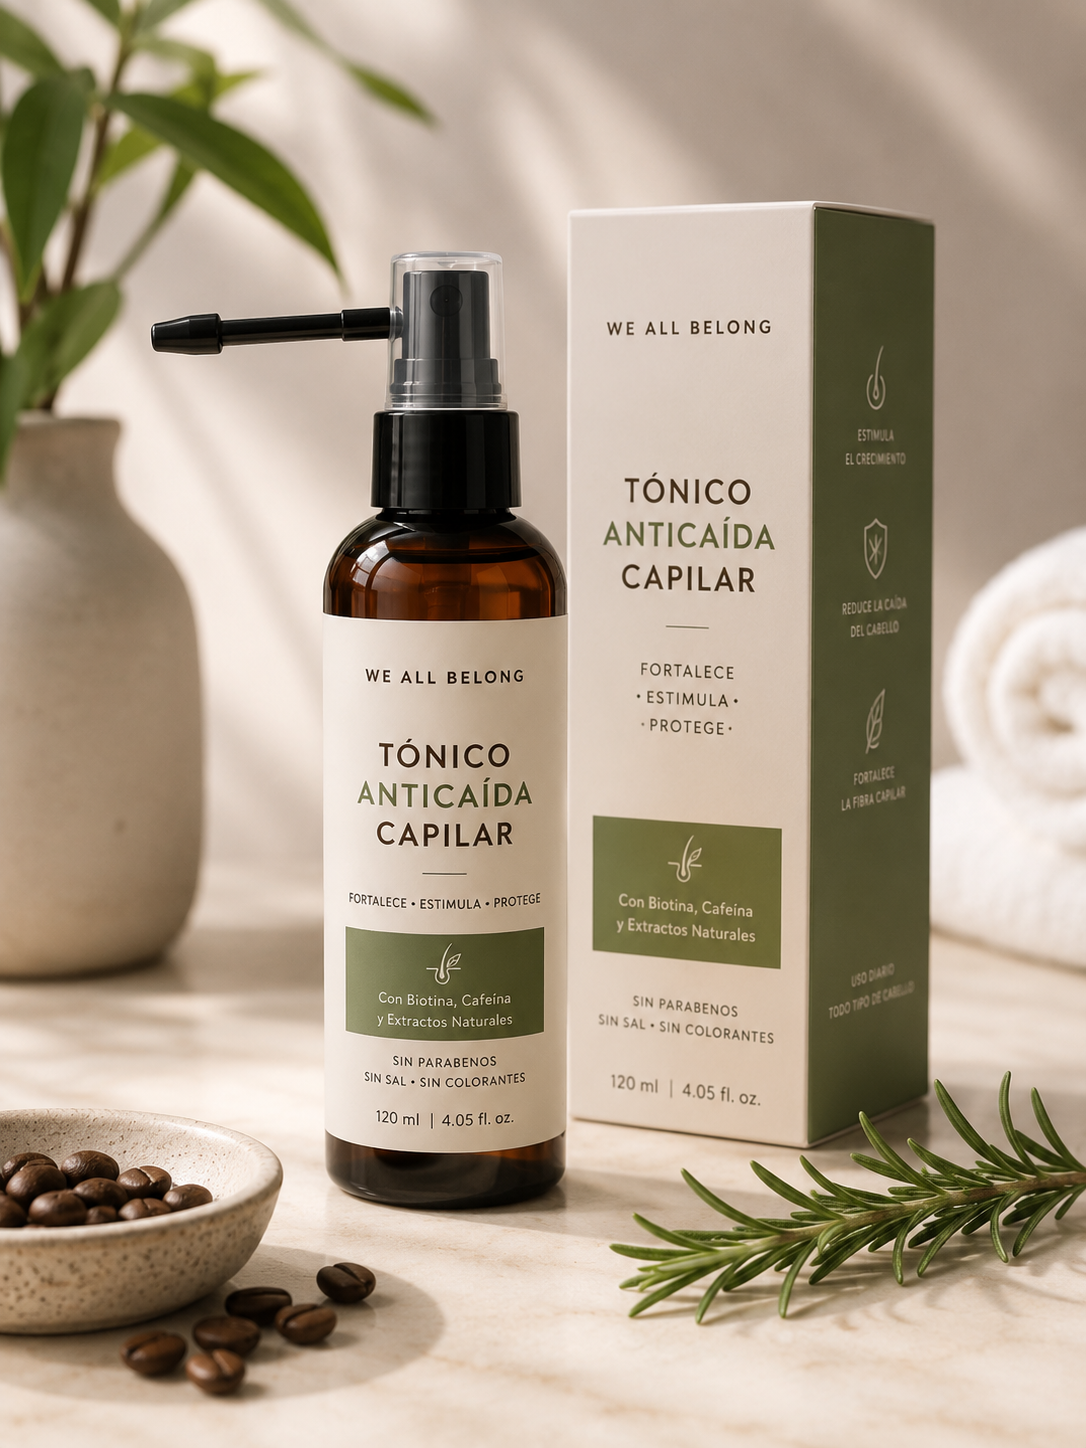 WE ALL BELONG
TÓNICO
ANTICAÍDA
CAPILAR
FORTALECE • ESTIMULA • PROTEGE
Con Biotina, Cafeína
y Extractos Naturales
SIN PARABENOS
SIN SAL • SIN COLORANTES
120 ml | 4.05 fl. oz.
WE ALL BELONG
TÓNICO
ANTICAÍDA
CAPILAR
FORTALECE
• ESTIMULA •
• PROTEGE •
Con Biotina, Cafeína
y Extractos Naturales
SIN PARABENOS
SIN SAL • SIN COLORANTES
120 ml | 4.05 fl. oz.
ESTIMULA
EL CRECIMIENTO
REDUCE LA CAÍDA
DEL CABELLO
FORTALECE
LA FIBRA CAPILAR
USO DIARIO
TODO TIPO DE CABELLO